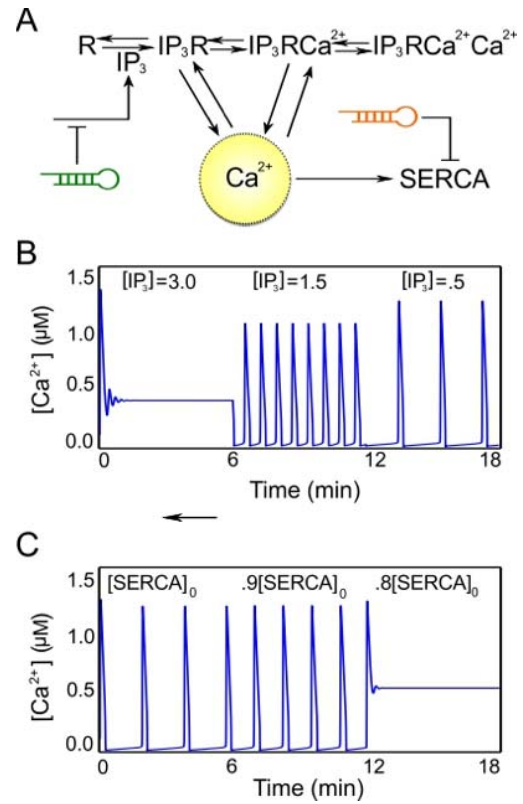 A
R IP₃R IP₃RCa²⁺ IP₃RCa²⁺Ca²⁺
IP₃
Ca²⁺
SERCA
B
1.5
[IP₃]=3.0 [IP₃]=1.5 [IP₃]=.5
1.0
[Ca²⁺] (µM)
0.5
0.0
0 6 12 18
Time (min)
C
1.5
[SERCA]₀ .9[SERCA]₀ .8[SERCA]₀
1.0
[Ca²⁺] (µM)
0.5
0.0
0 6 12 18
Time (min)